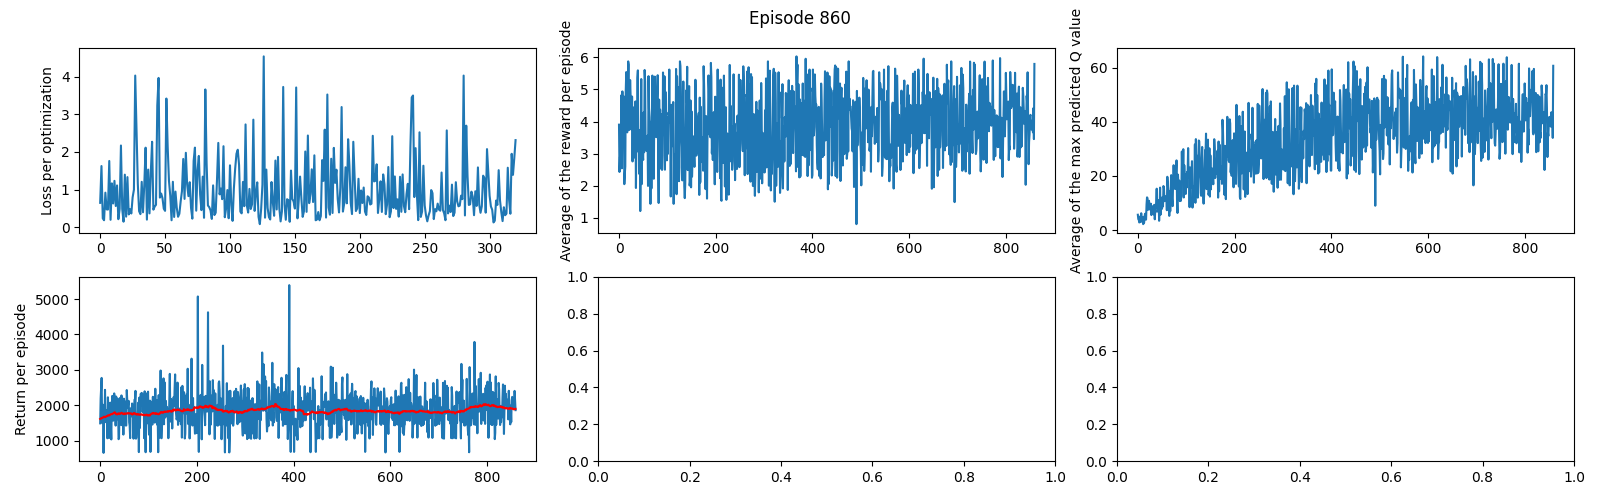 Episode 860
Loss per optimization
4
3
2
1
0
0 50 100 150 200 250 300
Average of the reward per episode
6
5
4
3
2
1
0 200 400 600 800
Average of the max predicted Q value
60
40
20
0
0 200 400 600 800
Return per episode
5000
4000
3000
2000
1000
0 200 400 600 800
1.0
0.8
0.6
0.4
0.2
0.0
0.0 0.2 0.4 0.6 0.8 1.0
1.0
0.8
0.6
0.4
0.2
0.0
0.0 0.2 0.4 0.6 0.8 1.0